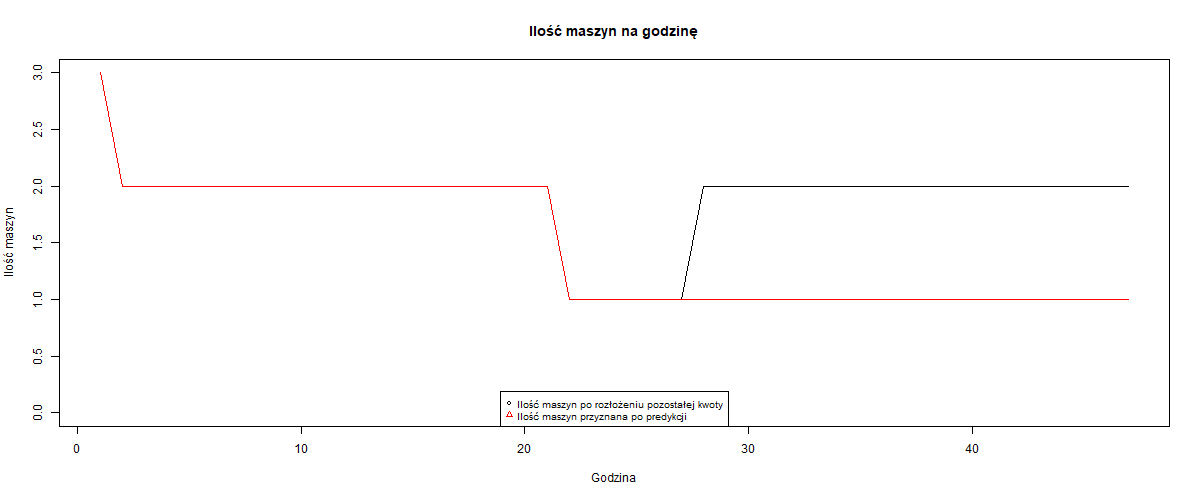 Ilość maszyn na godzinę
3.0
2.5
2.0
1.5
1.0
0.5
0.0
Ilość maszyn
Ilość maszyn po rozłożeniu pozostałej kwoty
Ilość maszyn przyznana po predykcji
0 10 20 30 40
Godzina